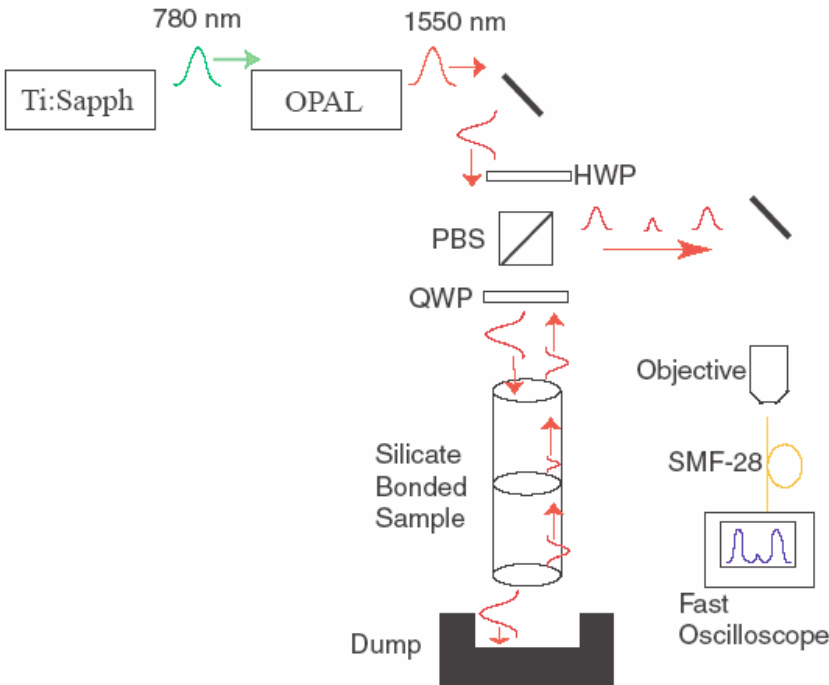 780 nm
1550 nm
Ti:Sapph
OPAL
HWP
PBS
QWP
Objective
Silicate
Bonded
Sample
SMF-28
Fast
Oscilloscope
Dump